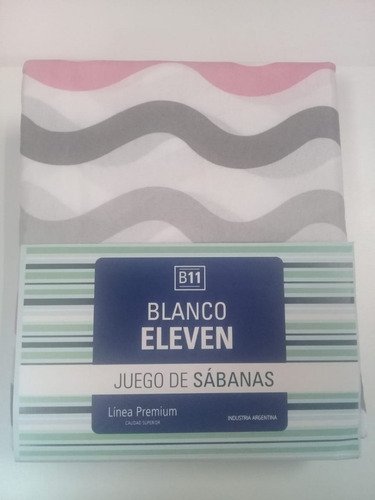 B11
BLANCO
ELEVEN
JUEGO DE SÁBANAS
Línea Premium
CALIDAD SUPERIOR
INDUSTRIA ARGENTINA